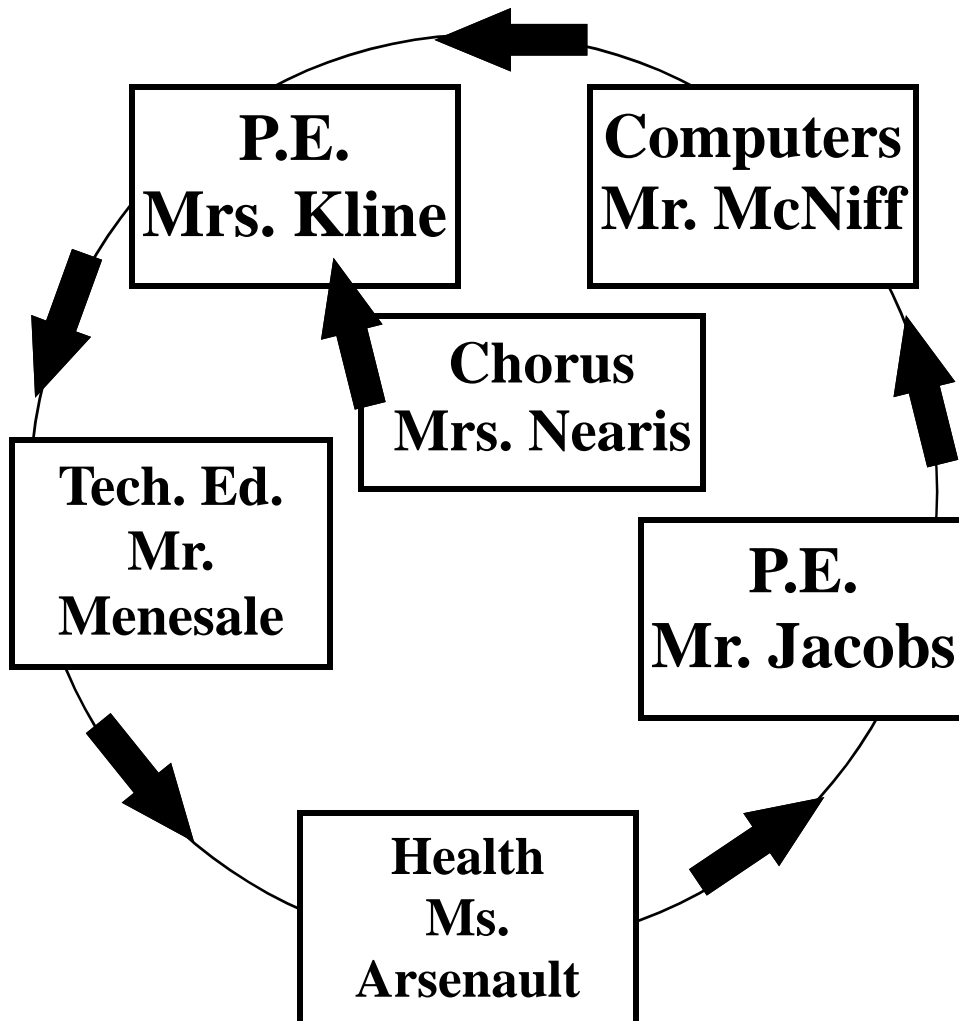 P.E.
Mrs. Kline
Computers
Mr. McNiff
Chorus
Mrs. Nearis
Tech. Ed.
Mr.
Menesale
P.E.
Mr. Jacobs
Health
Ms.
Arsenault